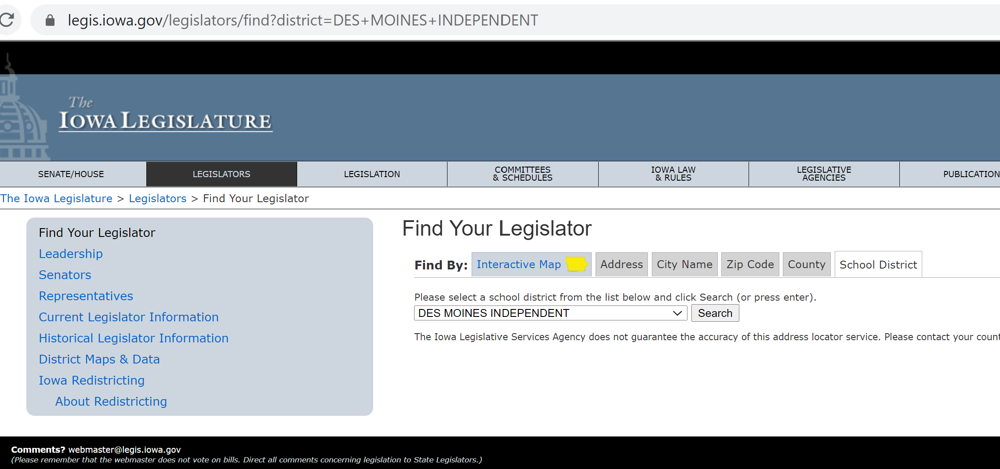 legis.iowa.gov/legislators/find?district=DES+MOINES+INDEPENDENT
The
IOWA LEGISLATURE
SENATE/HOUSE
LEGISLATORS
LEGISLATION
COMMITTEES
& SCHEDULES
IOWA LAW
& RULES
LEGISLATIVE
AGENCIES
PUBLICATION
The Iowa Legislature > Legislators > Find Your Legislator
Find Your Legislator
Leadership
Senators
Representatives
Current Legislator Information
Historical Legislator Information
District Maps & Data
Iowa Redistricting
About Redistricting
Find Your Legislator
Find By: Interactive Map Address City Name Zip Code County School District
Please select a school district from the list below and click Search (or press enter).
DES MOINES INDEPENDENT Search
The Iowa Legislative Services Agency does not guarantee the accuracy of this address locator service. Please contact your count
Comments? webmaster@legis.iowa.gov
(Please remember that the webmaster does not vote on bills. Direct all comments concerning legislation to State Legislators.)